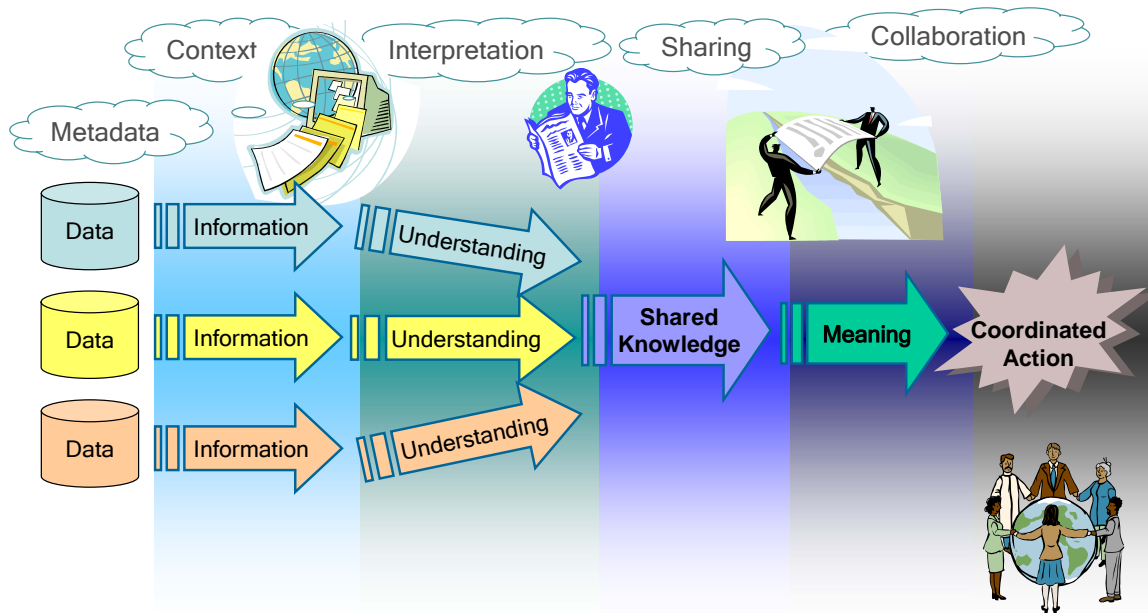 Metadata
Context
Interpretation
Sharing
Collaboration
Data
Information
Understanding
Data
Information
Understanding
Data
Information
Understanding
Shared
Knowledge
Meaning
Coordinated
Action